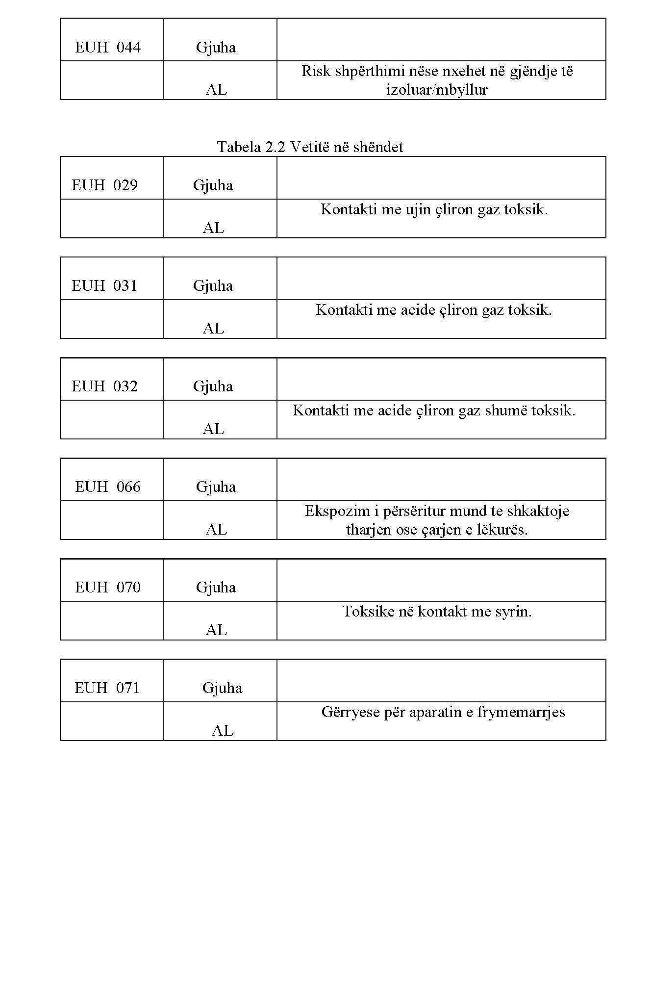 EUH 044 Gjuha
Risk shpërthimi nëse nxehet në gjëndje të
AL izoluar/mbyllur
Tabela 2.2 Vetitë në shëndet
EUH 029 Gjuha
Kontakti me ujin çliron gaz toksik.
AL
EUH 031 Gjuha
Kontakti me acide çliron gaz toksik.
AL
EUH 032 Gjuha
Kontakti me acide çliron gaz shumë toksik.
AL
EUH 066 Gjuha
Ekspozim i përsëritur mund te shkaktoje
AL tharjen ose çarjen e lëkurës.
EUH 070 Gjuha
Toksike në kontakt me syrin.
AL
EUH 071 Gjuha
Gërryese për aparatin e frymemarrjes
AL